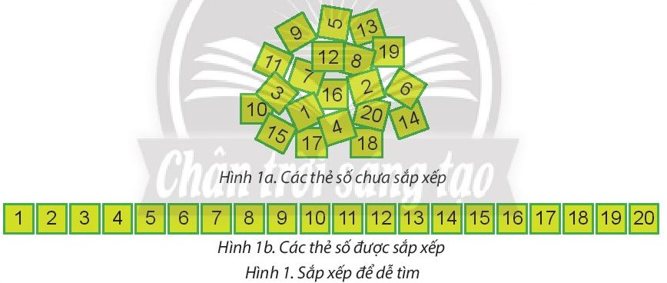 9 5 13
11 7 12 8 19
3 16 2 6
10 1 20 14
15 17 4 18
Hình 1a. Các thẻ số chưa sắp xếp
Chân trời sáng tạo
1 2 3 4 5 6 7 8 9 10 11 12 13 14 15 16 17 18 19 20
Hình 1b. Các thẻ số được sắp xếp
Hình 1. Sắp xếp để dễ tìm